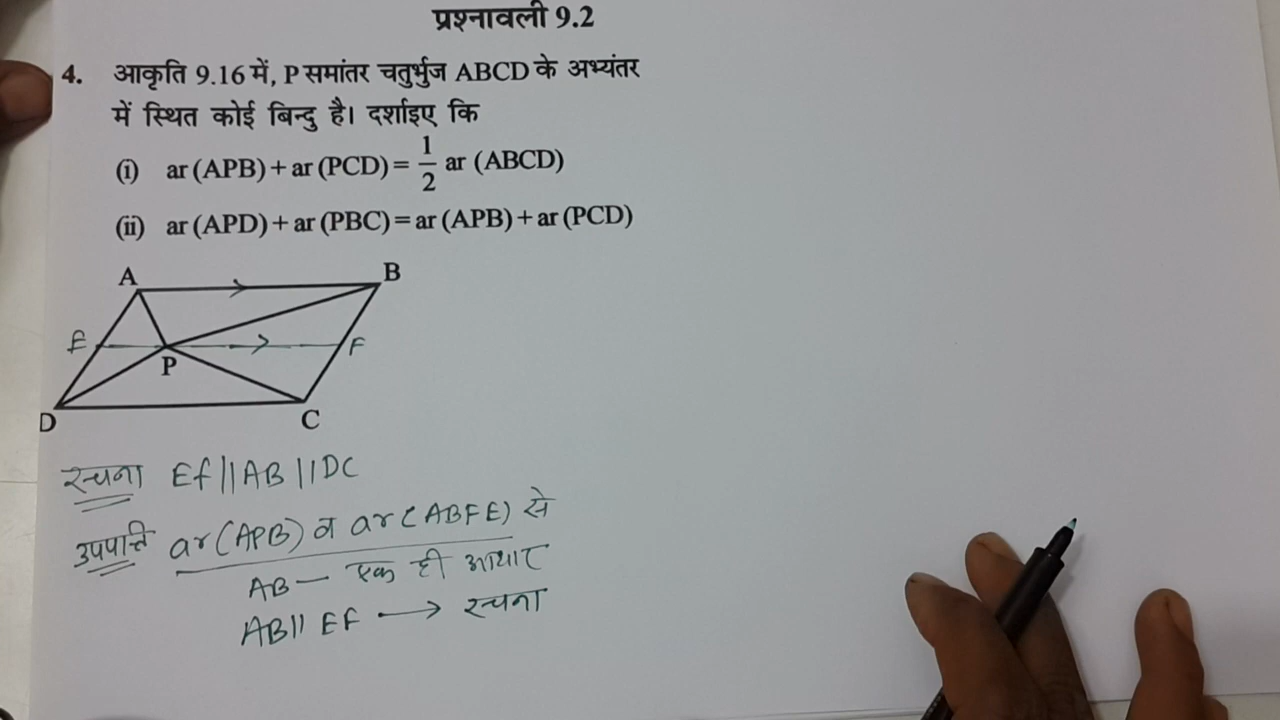 प्रश्नावली 9.2
4. आकृति 9.16 में, P समांतर चतुर्भुज ABCD के अभ्यंतर
में स्थित कोई बिन्दु है। दर्शाइए कि
(i) ar (APB) + ar (PCD) = 1/2 ar (ABCD)
(ii) ar (APD) + ar (PBC) = ar (APB) + ar (PCD)
A B
E F
P
D C
रचना Ef||AB||DC
उपपत्ति ar(APB) व ar(ABFE) से
AB — एक ही आधार
AB|| EF → रचना